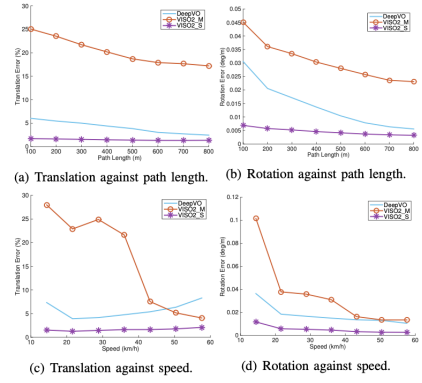 DeepVO
VISO2_M
VISO2_S
Translation Error (%)
30
25
20
15
10
5
0
100 200 300 400 500 600 700 800
Path Length (m)
(a) Translation against path length.
DeepVO
VISO2_M
VISO2_S
Rotation Error (deg/m)
0.045
0.04
0.035
0.03
0.025
0.02
0.015
0.01
0.005
0
100 200 300 400 500 600 700 800
Path Length (m)
(b) Rotation against path length.
DeepVO
VISO2_M
VISO2_S
Translation Error (%)
30
25
20
15
10
5
0
10 20 30 40 50 60
Speed (km/h)
(c) Translation against speed.
DeepVO
VISO2_M
VISO2_S
Rotation Error (deg/m)
0.12
0.1
0.08
0.06
0.04
0.02
0
10 20 30 40 50 60
Speed (km/h)
(d) Rotation against speed.